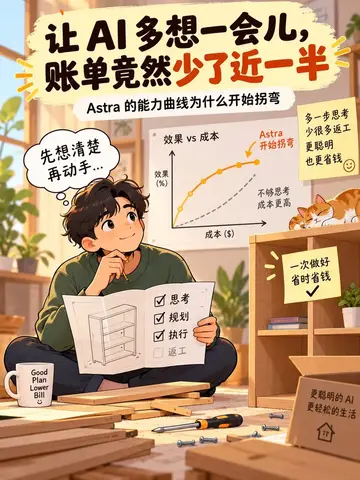 让 AI 多想一会儿，
账单竟然少了近一半
Astra 的能力曲线为什么开始拐弯
先想清楚
再动手...
效果 vs 成本
Astra
开始拐弯
效果
(%)
不够思考
成本更高
成本 ($)
多一步思考
少很多返工
更聪明
也更省钱
一次做好
省时省钱
思考
规划
执行
返工
Good
Plan
Lower
Bill
更聪明的 AI
更轻松的生活